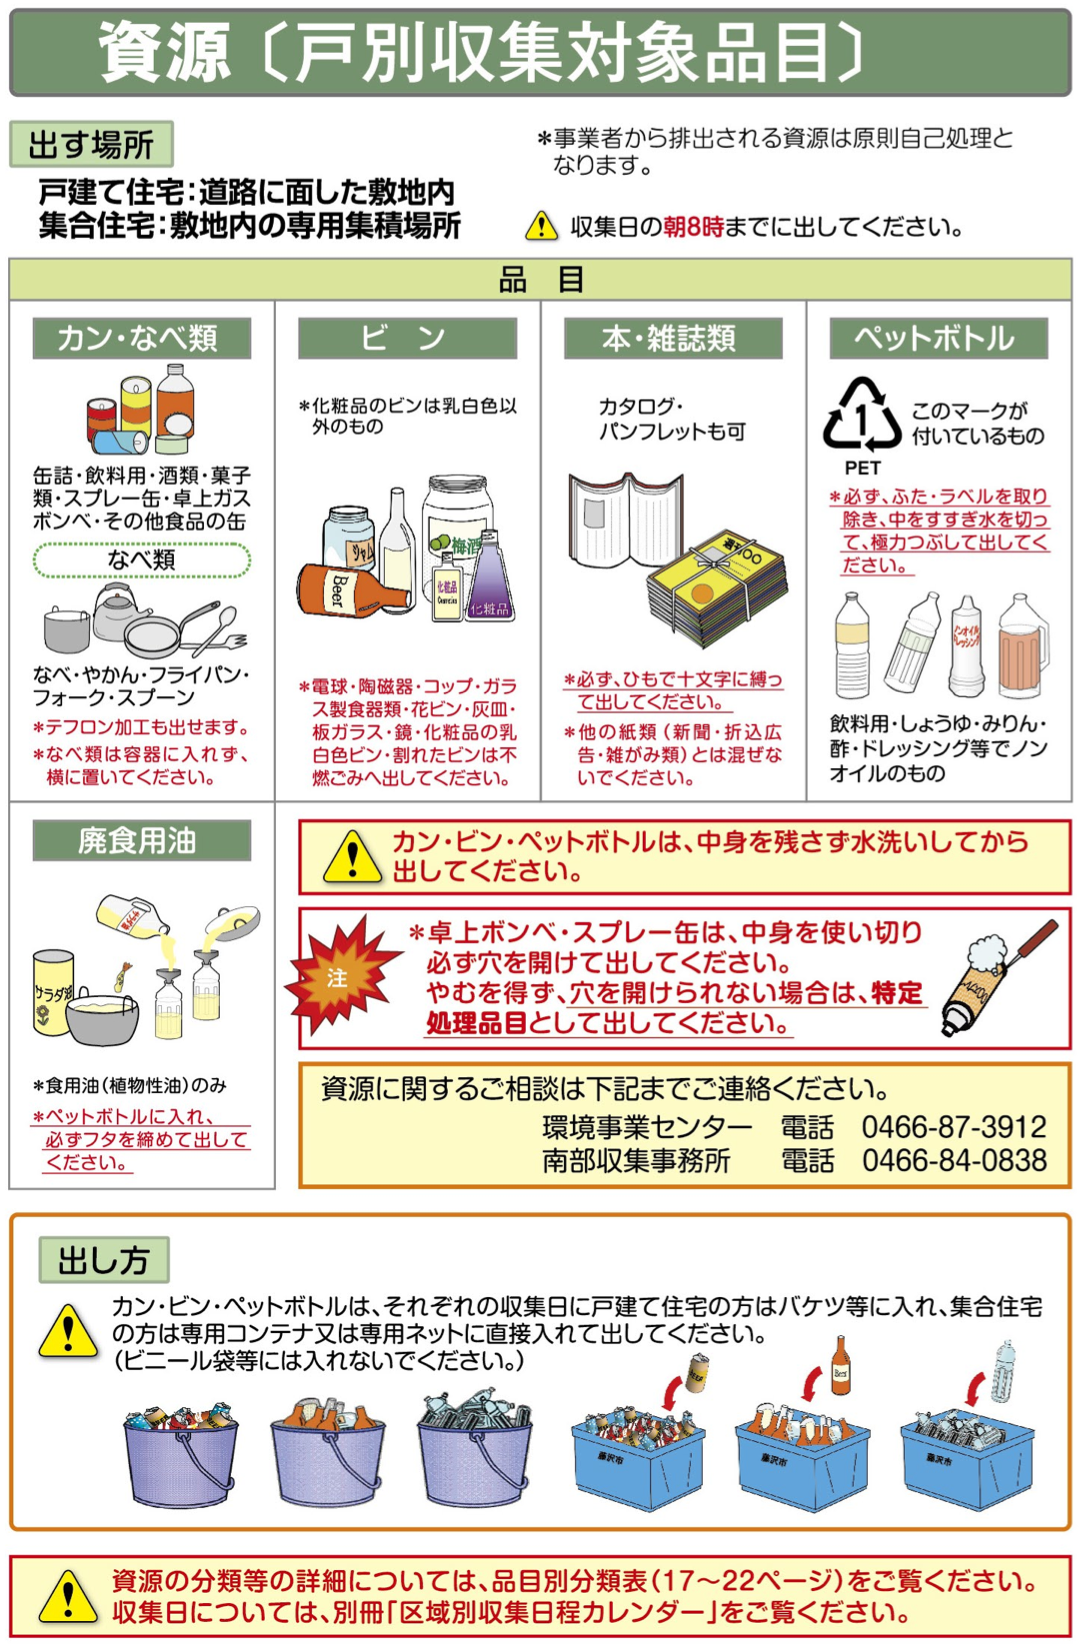 資源〔戸別収集対象品目〕
出す場所
戸建て住宅：道路に面した敷地内
集合住宅：敷地内の専用集積場所
＊事業者から排出される資源は原則自己処理と
なります。
収集日の朝8時までに出してください。
品　目
カン・なべ類
缶詰・飲料用・酒類・菓子
類・スプレー缶・卓上ガス
ボンベ・その他食品の缶
なべ類
なべ・やかん・フライパン・
フォーク・スプーン
＊テフロン加工も出せます。
＊なべ類は容器に入れず、
横に置いてください。
ビ　ン
＊化粧品のビンは乳白色以
外のもの
ジャム
梅酒
Beer
化粧品
Cosmetics
化粧品
＊電球・陶磁器・コップ・ガラ
ス製食器類・花ビン・灰皿・
板ガラス・鏡・化粧品の乳
白色ビン・割れたビンは不
燃ごみへ出してください。
本・雑誌類
カタログ・
パンフレットも可
週刊○○
＊必ず、ひもで十文字に縛っ
て出してください。
＊他の紙類（新聞・折込広
告・雑がみ類）とは混ぜな
いでください。
ペットボトル
1
PET
このマークが
付いているもの
＊必ず、ふた・ラベルを取り
除き、中をすすぎ水を切っ
て、極力つぶして出してく
ださい。
ノンオイル
ドレッシング
飲料用・しょうゆ・みりん・
酢・ドレッシング等でノン
オイルのもの
廃食用油
サラダ油
サラダ油
＊食用油（植物性油）のみ
＊ペットボトルに入れ、
必ずフタを締めて出して
ください。
カン・ビン・ペットボトルは、中身を残さず水洗いしてから
出してください。
注
＊卓上ボンベ・スプレー缶は、中身を使い切り
必ず穴を開けて出してください。
やむを得ず、穴を開けられない場合は、特定
処理品目として出してください。
資源に関するご相談は下記までご連絡ください。
環境事業センター　電話　0466-87-3912
南部収集事務所　電話　0466-84-0838
出し方
カン・ビン・ペットボトルは、それぞれの収集日に戸建て住宅の方はバケツ等に入れ、集合住宅
の方は専用コンテナ又は専用ネットに直接入れて出してください。
（ビニール袋等には入れないでください。）
BEER
Beer
藤沢市
藤沢市
藤沢市
資源の分類等の詳細については、品目別分類表（17～22ページ）をご覧ください。
収集日については、別冊「区域別収集日程カレンダー」をご覧ください。